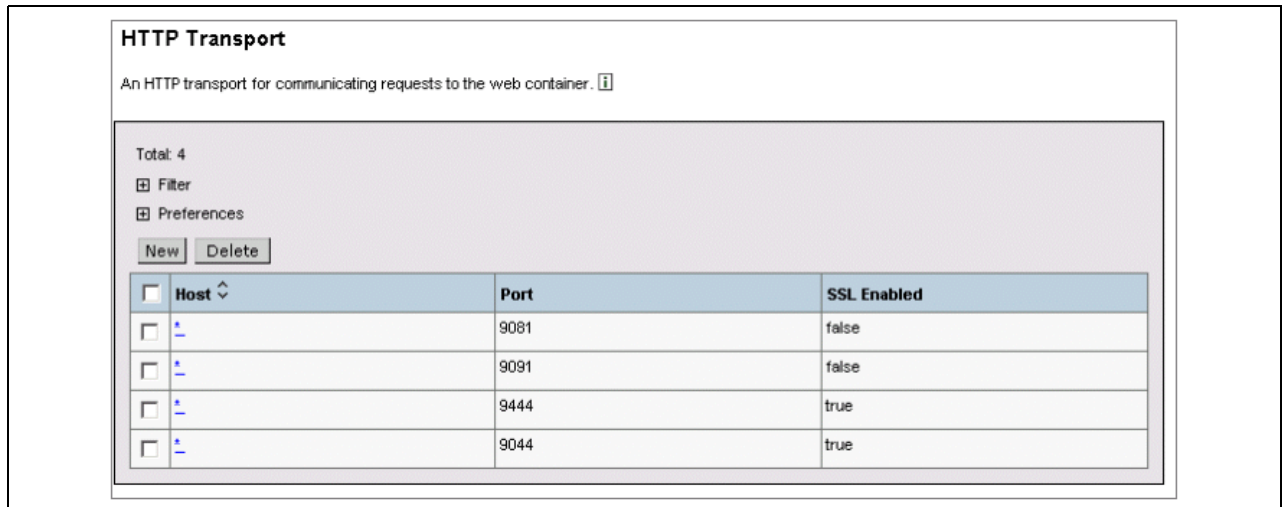 HTTP Transport
An HTTP transport for communicating requests to the web container. i
Total: 4
Filter
Preferences
New Delete
Host Port SSL Enabled
* 9081 false
* 9091 false
* 9444 true
* 9044 true